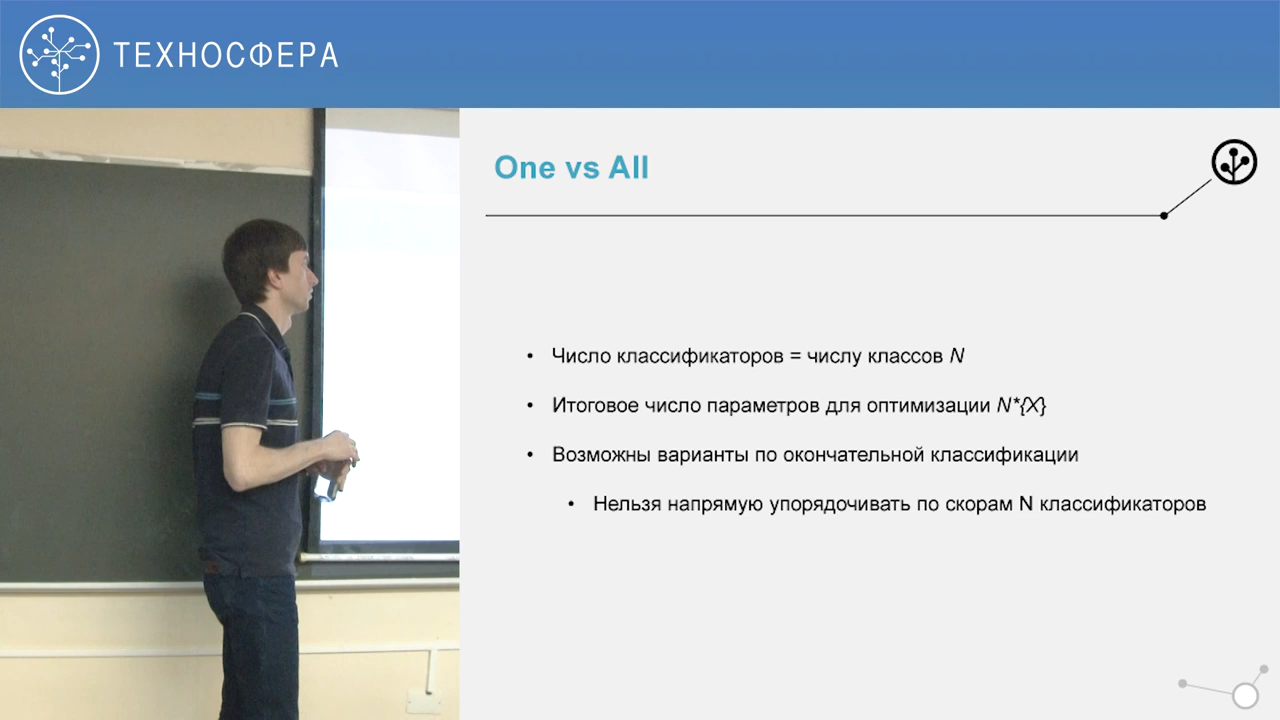 ТЕХНОСФЕРА
One vs All
• Число классификаторов = числу классов N
• Итоговое число параметров для оптимизации N*{X}
• Возможны варианты по окончательной классификации
• Нельзя напрямую упорядочивать по скорам N классификаторов